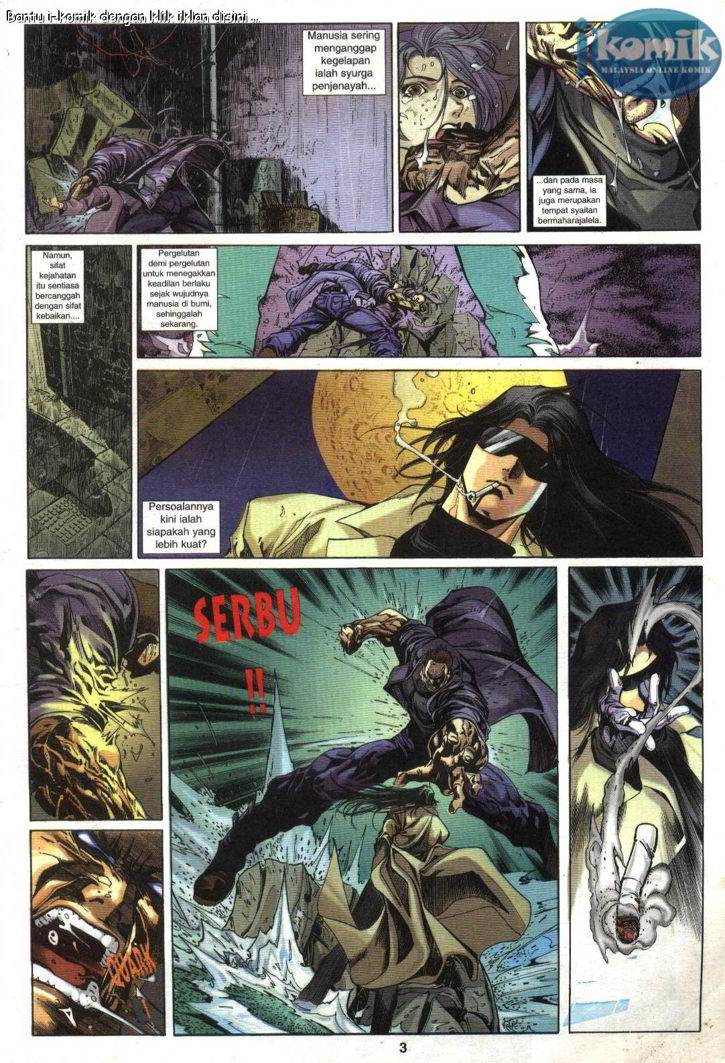 Bantu i-komik dengan klik iklan disini ...
i komik
MALAYSIA ONLINE KOMIK
Manusia sering
menganggap
kegelapan
ialah syurga
penjenayah...
...dan pada masa
yang sama, ia
juga merupakan
tempat syaitan
bermaharajalela.
Namun,
sifat
kejahatan
itu sentiasa
bercanggah
dengan sifat
kebaikan....
Pergelutan
demi pergelutan
untuk menegakkan
keadilan berlaku
sejak wujudnya
manusia di bumi,
sehinggalah
sekarang.
Persoalannya
kini ialah
siapakah yang
lebih kuat?
SERBU
!!
QUARK
3